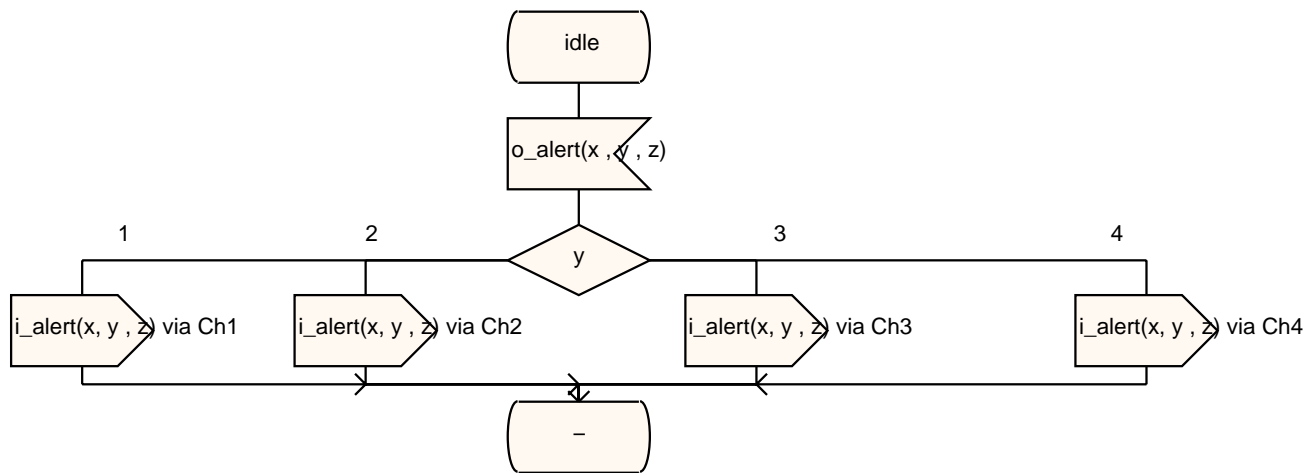 idle
o_alert(x , y , z)
y
1
2
3
4
i_alert(x, y , z) via Ch1
i_alert(x, y , z) via Ch2
i_alert(x, y , z) via Ch3
i_alert(x, y , z) via Ch4
–